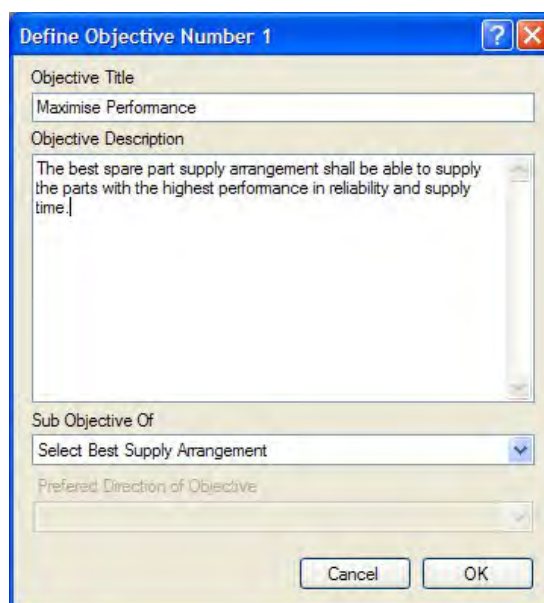 Define Objective Number 1
Objective Title
Maximise Performance
Objective Description
The best spare part supply arrangement shall be able to supply
the parts with the highest performance in reliability and supply
time.
Sub Objective Of
Select Best Supply Arrangement
Prefered Direction of Objective
Cancel
OK